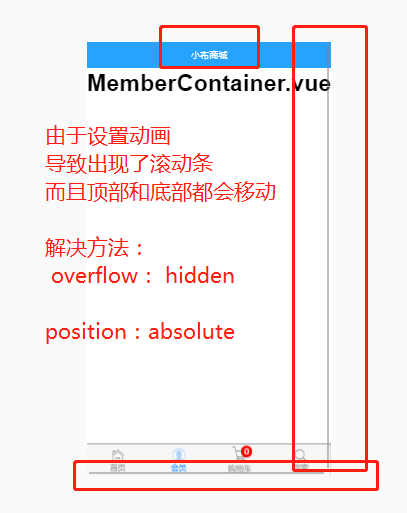 小布商城
MemberContainer.vue
由于设置动画
导致出现了滚动条
而且顶部和底部都会移动
解决方法：
overflow： hidden
position：absolute
0
首页
会员
购物车